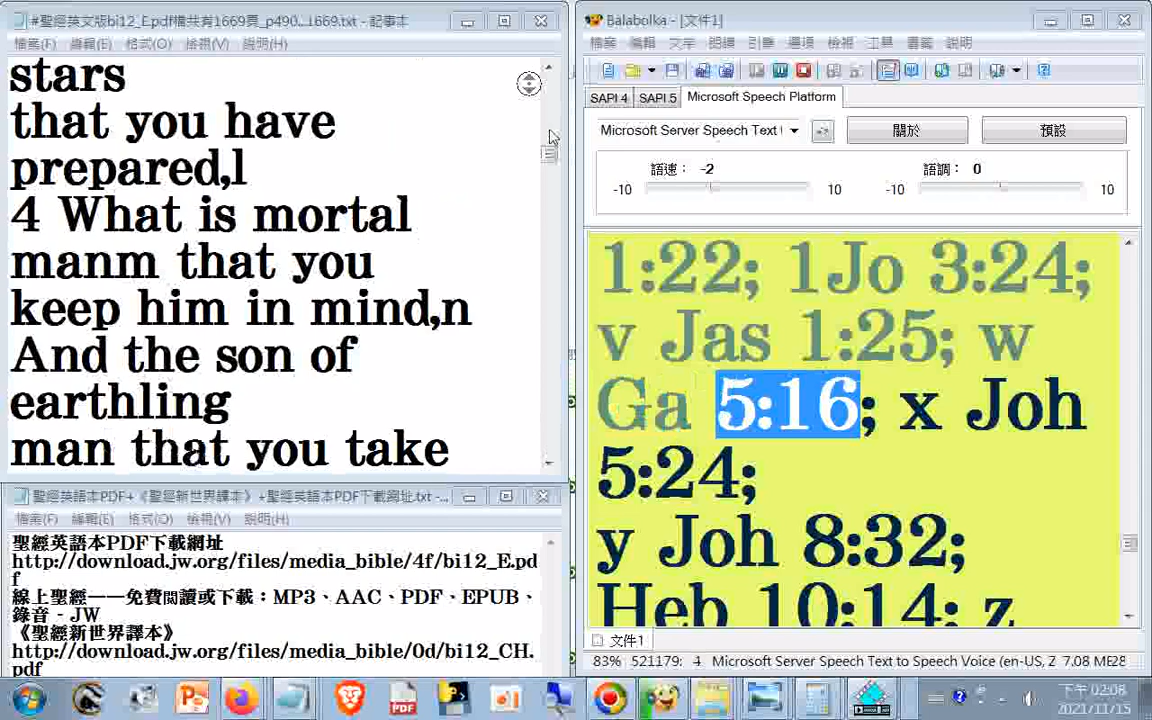 #聖經英文版bi12_E.pdf檔共有1669頁_p490...1669.txt - 記事本
檔案(F) 編輯(E) 格式(O) 檢視(V) 說明(H)
stars
that you have
prepared,l
4 What is mortal
manm that you
keep him in mind,n
And the son of
earthling
man that you take
聖經英語本PDF+《聖經新世界譯本》+聖經英語本PDF下載網址.txt - ...
檔案(F) 編輯(E) 格式(O) 檢視(V) 說明(H)
聖經英語本PDF下載網址
http://download.jw.org/files/media_bible/4f/bi12_E.pd
f
線上聖經——免費閱讀或下載：MP3、AAC、PDF、EPUB、
錄音 - JW
《聖經新世界譯本》
http://download.jw.org/files/media_bible/0d/bi12_CH.
pdf
Balabolka - [文件1]
檔案 編輯 文字 朗讀 引擎 選項 檢視 工具 書籤 說明
SAPI 4 SAPI 5 Microsoft Speech Platform
Microsoft Server Speech Text t 關於 預設
語速： -2 語調： 0
-10 10 -10 10
1:22; 1Jo 3:24;
v Jas 1:25; w
Ga 5:16; x Joh
5:24;
y Joh 8:32;
Heb 10:14; z
文件1
83% 521179: 4 Microsoft Server Speech Text to Speech Voice (en-US, Z 7.08 ME28
下午 02:08
2021/11/15